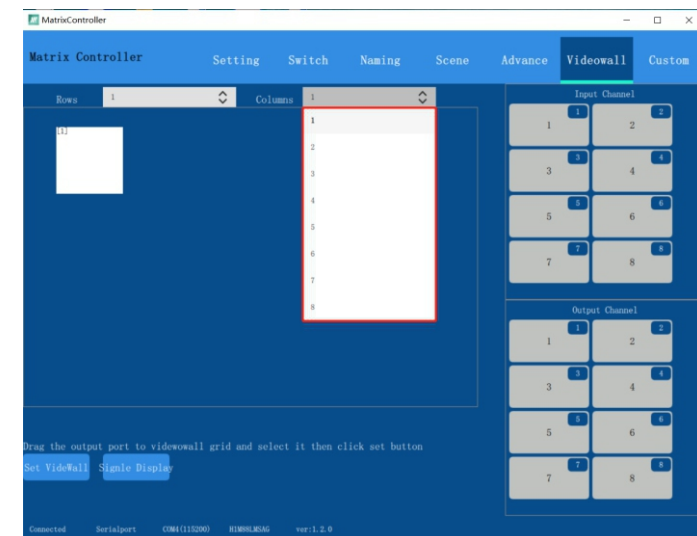 MatrixController
Matrix Controller Setting Switch Naming Scene Advance Videowall Custom
Rows 1 Columns 1
[1]
1
2
3
4
5
6
7
8
Input Channel
1 1 2 2
3 3 4 4
5 5 6 6
7 7 8 8
Output Channel
1 1 2 2
3 3 4 4
5 5 6 6
7 7 8 8
Drag the output port to videwowall grid and select it then click set button
Set VideWall Signle Display
Connected Serialport COM4(115200) ver:1.2.0